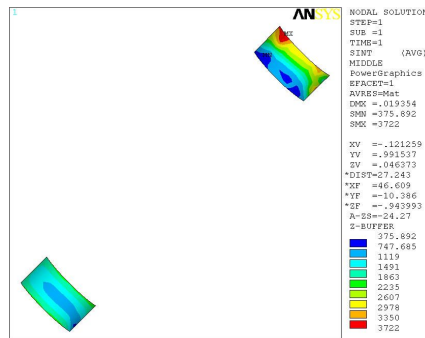 1
ANSYS
MX
NODAL SOLUTION
STEP=1
SUB =1
TIME=1
SINT (AVG)
MIDDLE
PowerGraphics
EFACET=1
AVRES=Mat
DMX =.019354
SMN =375.892
SMX =3722
XV =-.121259
YV =.991537
ZV =.046373
*DIST=27.243
*XF =46.609
*YF =-10.386
*ZF =-.943993
A-ZS=-24.27
Z-BUFFER
375.892
747.685
1119
1491
1863
2235
2607
2978
3350
3722